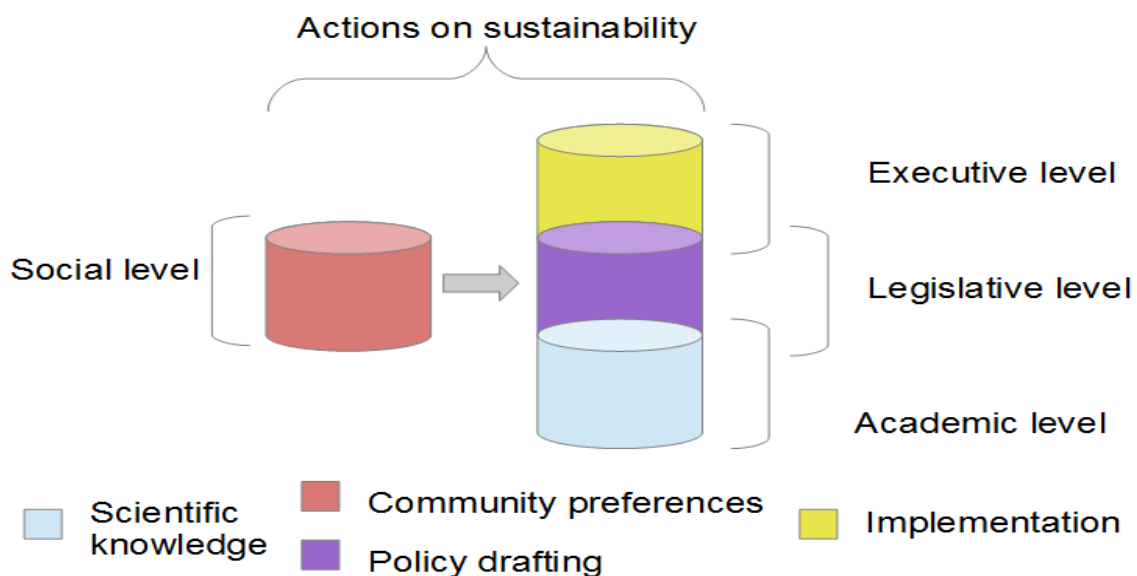 Actions on sustainability
Executive level
Social level
Legislative level
Academic level
Scientific
knowledge
Community preferences
Policy drafting
Implementation